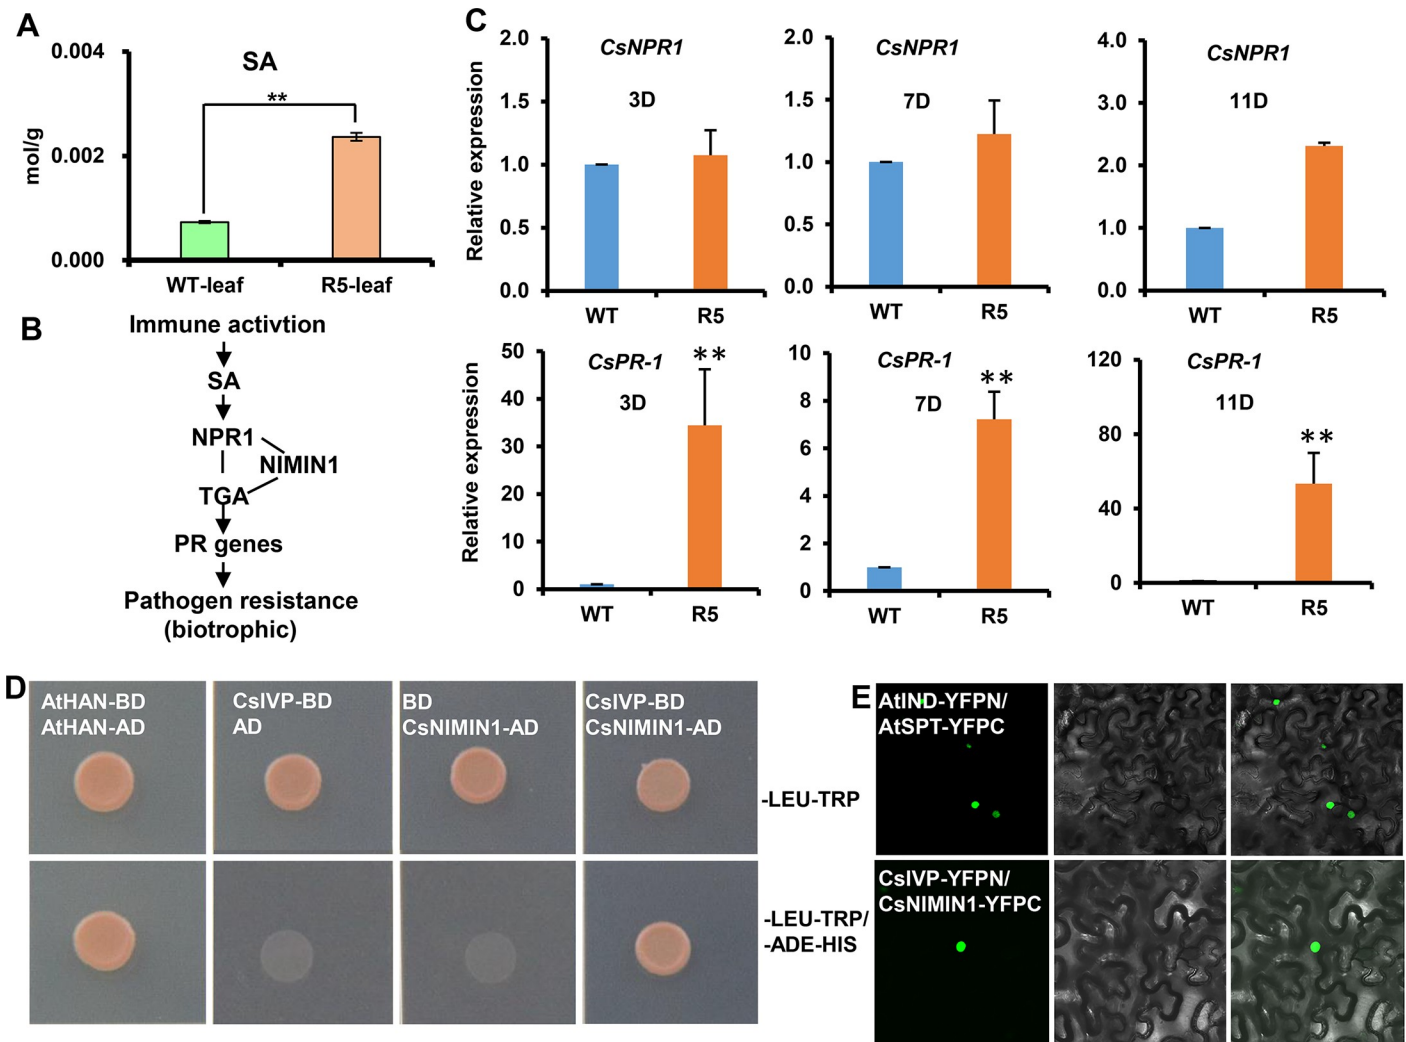 A
SA
0.004
0.002
0.000
mol/g
**
WT-leaf
R5-leaf
B
Immune activtion
SA
NPR1
NIMIN1
TGA
PR genes
Pathogen resistance
(biotrophic)
C
Relative expression
2.0
1.5
1.0
0.5
0.0
CsNPR1
3D
WT
R5
2.0
1.5
1.0
0.5
0.0
CsNPR1
7D
WT
R5
4.0
3.0
2.0
1.0
0.0
CsNPR1
11D
WT
R5
Relative expression
50
40
30
20
10
0
CsPR-1
**
3D
WT
R5
10
8
6
4
2
0
CsPR-1
**
7D
WT
R5
120
80
40
0
CsPR-1
11D
**
WT
R5
D
AtHAN-BD
AtHAN-AD
CsIVP-BD
AD
BD
CsNIMIN1-AD
CsIVP-BD
CsNIMIN1-AD
-LEU-TRP
-LEU-TRP/
-ADE-HIS
E
AtIND-YFPN/
AtSPT-YFPC
CsIVP-YFPN/
CsNIMIN1-YFPC